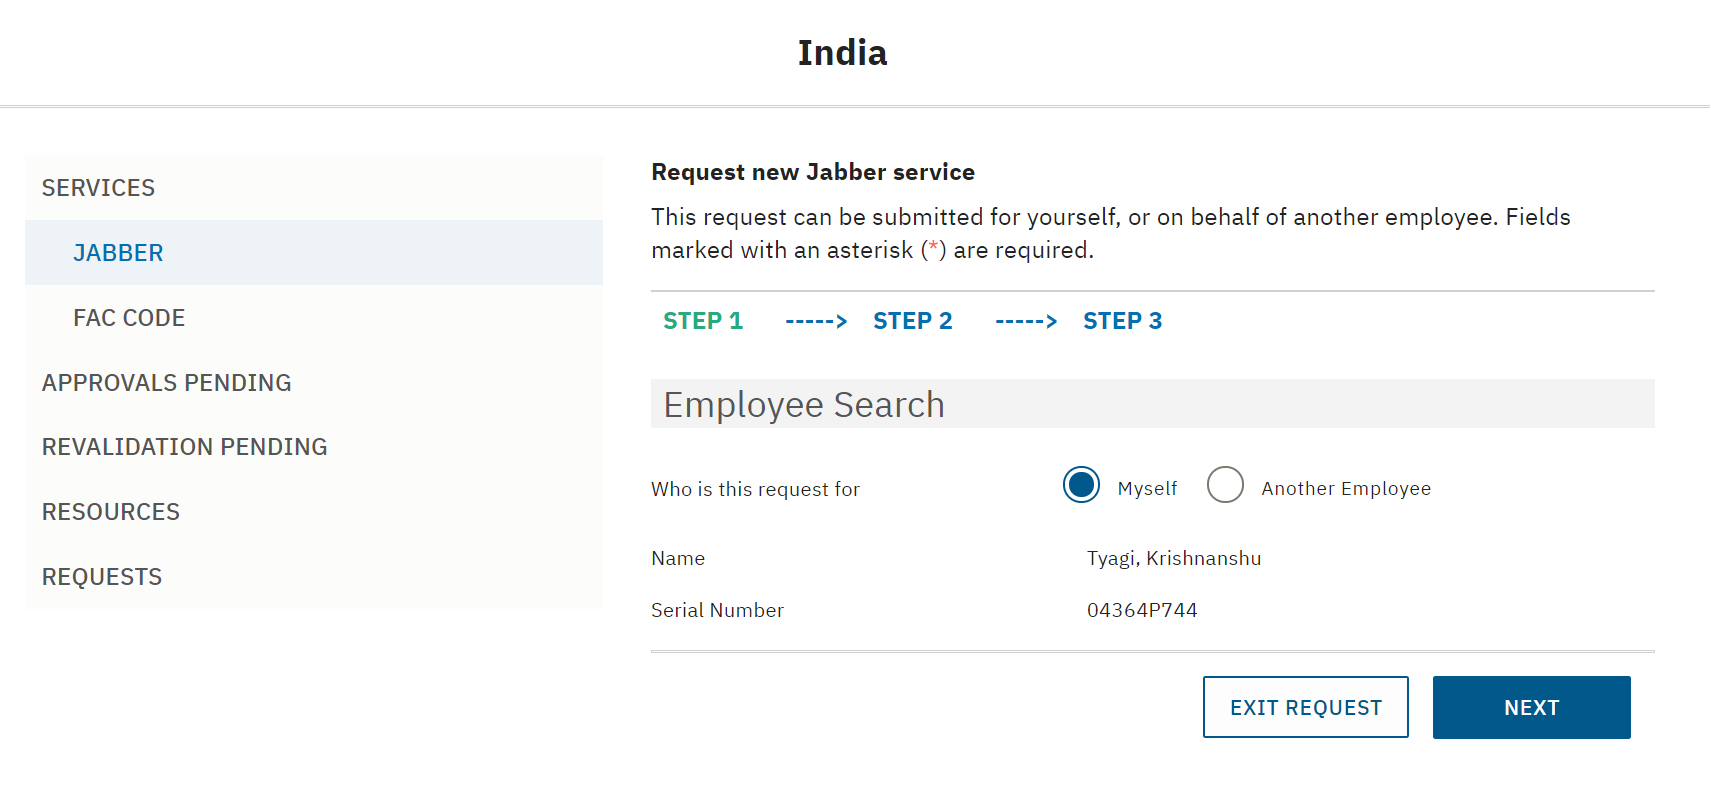 India
SERVICES
JABBER
FAC CODE
APPROVALS PENDING
REVALIDATION PENDING
RESOURCES
REQUESTS
Request new Jabber service
This request can be submitted for yourself, or on behalf of another employee. Fields
marked with an asterisk (*) are required.
STEP 1 -----> STEP 2 -----> STEP 3
Employee Search
Who is this request for Myself Another Employee
Name Tyagi, Krishnanshu
Serial Number 04364P744
EXIT REQUEST NEXT